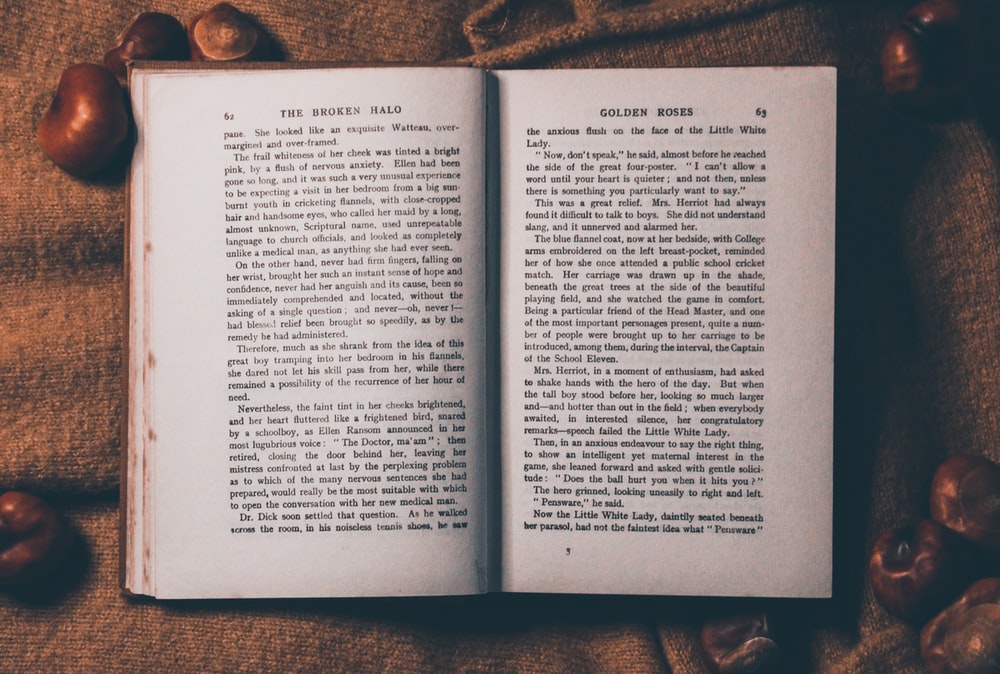 62 THE BROKEN HALO
pane. She looked like an exquisite Watteau, over-
margined and over-framed.
The frail whiteness of her cheek was tinted a bright
pink, by a flush of nervous anxiety. Ellen had been
gone so long, and it was such a very unusual experience
to be expecting a visit in her bedroom from a big sun-
burnt youth in cricketing flannels, with close-cropped
hair and handsome eyes, who called her maid by a long,
almost unknown, Scriptural name, used unrepeatable
language to church officials, and looked as completely
unlike a medical man, as anything she had ever seen.
On the other hand, never had firm fingers, falling on
her wrist, brought her such an instant sense of hope and
confidence, never had her anguish and its cause, been so
immediately comprehended and located, without the
asking of a single question ; and never—oh, never !—
had blessed relief been brought so speedily, as by the
remedy he had administered.
Therefore, much as she shrank from the idea of this
great boy tramping into her bedroom in his flannels,
she dared not let his skill pass from her, while there
remained a possibility of the recurrence of her hour of
need.
Nevertheless, the faint tint in her cheeks brightened,
and her heart fluttered like a frightened bird, snared
by a schoolboy, as Ellen Ransom announced in her
most lugubrious voice : " The Doctor, ma'am " ; then
retired, closing the door behind her, leaving her
mistress confronted at last by the perplexing problem
as to which of the many nervous sentences she had
prepared, would really be the most suitable with which
to open the conversation with her new medical man.
Dr. Dick soon settled that question. As he walked
across the room, in his noiseless tennis shoes, he saw
GOLDEN ROSES 63
the anxious flush on the face of the Little White
Lady.
" Now, don't speak," he said, almost before he reached
the side of the great four-poster. " I can't allow a
word until your heart is quieter ; and not then, unless
there is something you particularly want to say."
This was a great relief. Mrs. Herriot had always
found it difficult to talk to boys. She did not understand
slang, and it unnerved and alarmed her.
The blue flannel coat, now at her bedside, with College
arms embroidered on the left breast-pocket, reminded
her of how she once attended a public school cricket
match. Her carriage was drawn up in the shade,
beneath the great trees at the side of the beautiful
playing field, and she watched the game in comfort.
Being a particular friend of the Head Master, and one
of the most important personages present, quite a num-
ber of people were brought up to her carriage to be
introduced, among them, during the interval, the Captain
of the School Eleven.
Mrs. Herriot, in a moment of enthusiasm, had asked
to shake hands with the hero of the day. But when
the tall boy stood before her, looking so much larger
and—and hotter than out in the field ; when everybody
awaited, in interested silence, her congratulatory
remarks—speech failed the Little White Lady.
Then, in an anxious endeavour to say the right thing,
to show an intelligent yet maternal interest in the
game, she leaned forward and asked with gentle solici-
tude : " Does the ball hurt you when it hits you ? "
The hero grinned, looking uneasily to right and left.
" Pensware," he said.
Now the Little White Lady, daintily seated beneath
her parasol, had not the faintest idea what " Pensware "